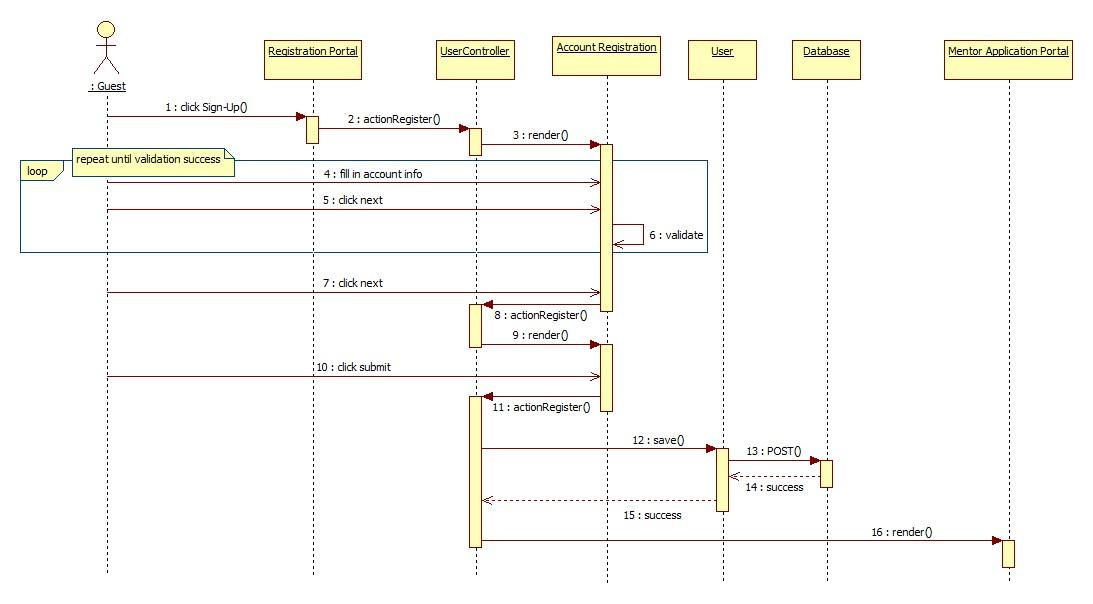 Registration Portal
UserController
Account Registration
User
Database
Mentor Application Portal
: Guest
1 : click Sign-Up()
2 : actionRegister()
3 : render()
repeat until validation success
loop
4 : fill in account info
5 : click next
6 : validate
7 : click next
8 : actionRegister()
9 : render()
10 : click submit
11 : actionRegister()
12 : save()
13 : POST()
14 : success
15 : success
16 : render()